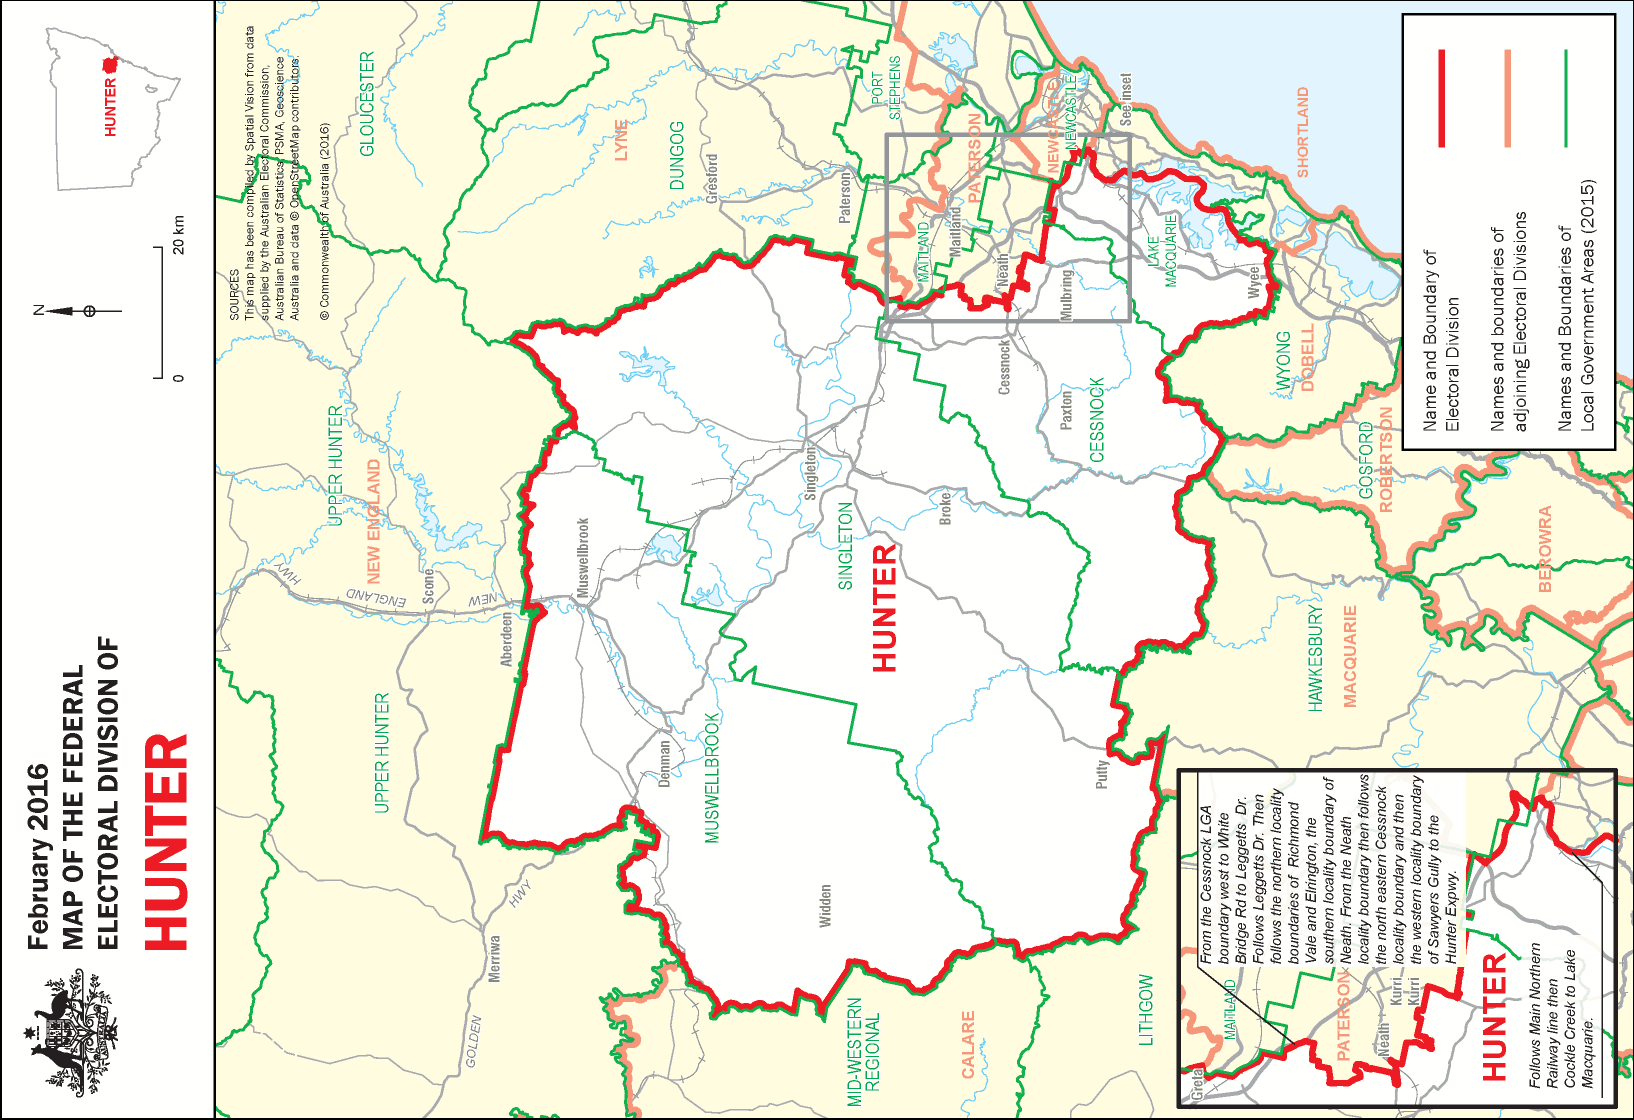 February 2016
MAP OF THE FEDERAL
ELECTORAL DIVISION OF
HUNTER
N
0
20 km
HUNTER
SOURCES
This map has been compiled by Spatial Vision from data
supplied by the Australian Electoral Commission,
Australian Bureau of Statistics, PSMA, Geoscience
Australia and data © OpenStreetMap contributors.
© Commonwealth of Australia (2016)
GLOUCESTER
LYNE
DUNGOG
Gresford
Paterson
PORT
STEPHENS
UPPER HUNTER
NEW ENGLAND
HWY
ENGLAND
NEW
Scone
Aberdeen
UPPER HUNTER
HWY
Merriwa
GOLDEN
Muswellbrook
Denman
MUSWELLBROOK
Widden
Singleton
SINGLETON
HUNTER
Broke
MAITLAND
Maitland
PATERSON
Neath
NEWCASTLE
NEWCASTLE
See inset
Mulbring
Cessnock
Paxton
CESSNOCK
LAKE
MACQUARIE
Wyee
SHORTLAND
WYONG
DOBELL
GOSFORD
ROBERTSON
BEROWRA
HAWKESBURY
MACQUARIE
Putty
MID-WESTERN
REGIONAL
CALARE
LITHGOW
Name and Boundary of
Electoral Division
Names and boundaries of
adjoining Electoral Divisions
Names and Boundaries of
Local Government Areas (2015)
From the Cessnock LGA
boundary west to White
Bridge Rd to Leggetts Dr.
Follows Leggetts Dr. Then
follows the northern locality
boundaries of Richmond
Vale and Elrington, the
southern locality boundary of
Neath. From the Neath
locality boundary then follows
the north eastern Cessnock
locality boundary and then
the western locality boundary
of Sawyers Gully to the
Hunter Expwy.
Greta
MAITLAND
PATERSON
Neath
Kurri
Kurri
HUNTER
Follows Main Northern
Railway line then
Cockle Creek to Lake
Macquarie.